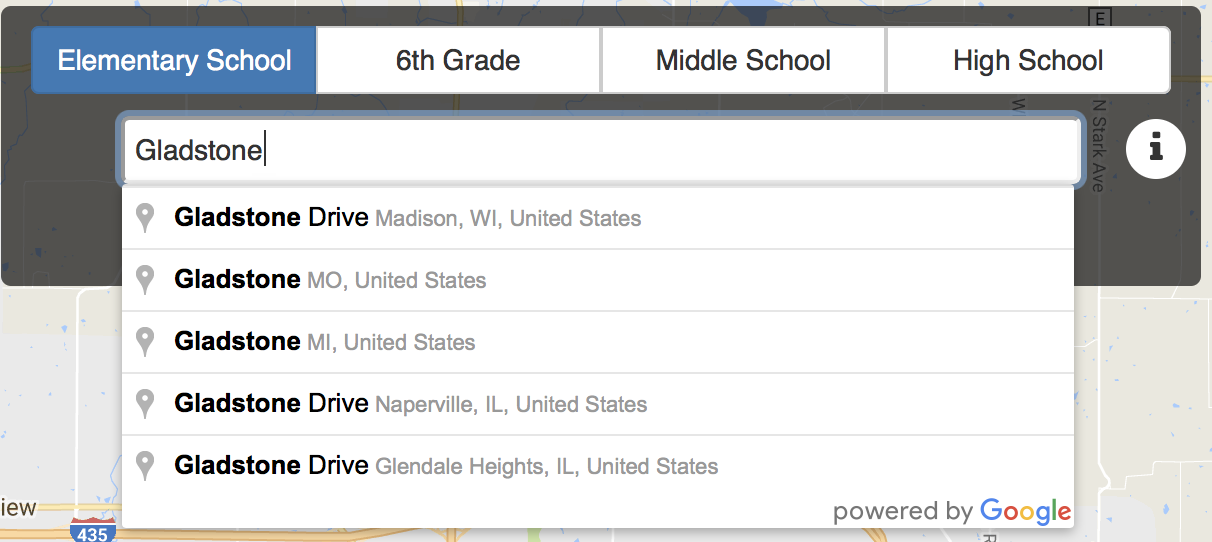 E
Elementary School 6th Grade Middle School High School
W
N Stark Ave
Gladstone
i
Gladstone Drive Madison, WI, United States
Gladstone MO, United States
Gladstone MI, United States
Gladstone Drive Naperville, IL, United States
Gladstone Drive Glendale Heights, IL, United States
iew
powered by Google
435
R